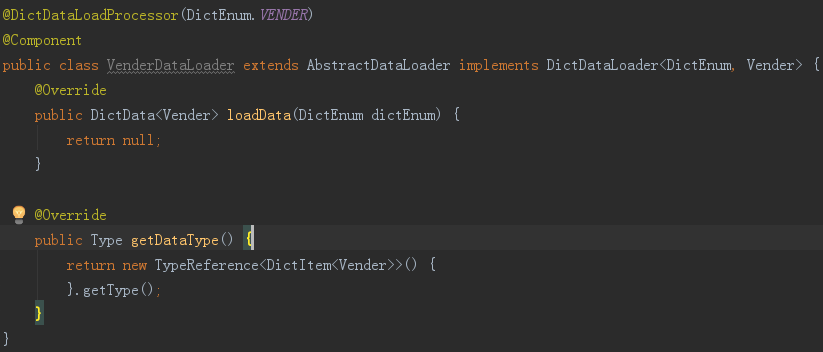 @DictDataLoadProcessor(DictEnum.VENDER)
@Component
public class VenderDataLoader extends AbstractDataLoader implements DictDataLoader<DictEnum, Vender> {
    @Override
    public DictData<Vender> loadData(DictEnum dictEnum) {
        return null;
    }
    @Override
    public Type getDataType() {
        return new TypeReference<DictItem<Vender>>() {
        }.getType();
    }
}